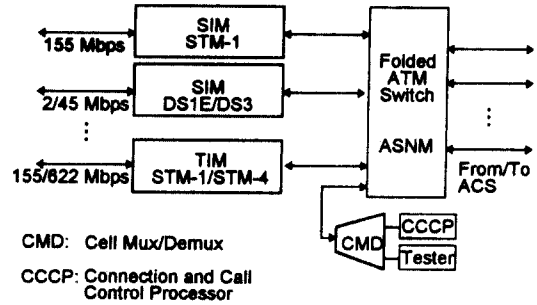 SIM
STM-1
155 Mbps
SIM
DS1E/DS3
2/45 Mbps
TIM
STM-1/STM-4
155/622 Mbps
Folded
ATM
Switch
ASNM
From/To
ACS
CMD
CCCP
Tester
CMD: Cell Mux/Demux
CCCP: Connection and Call
Control Processor